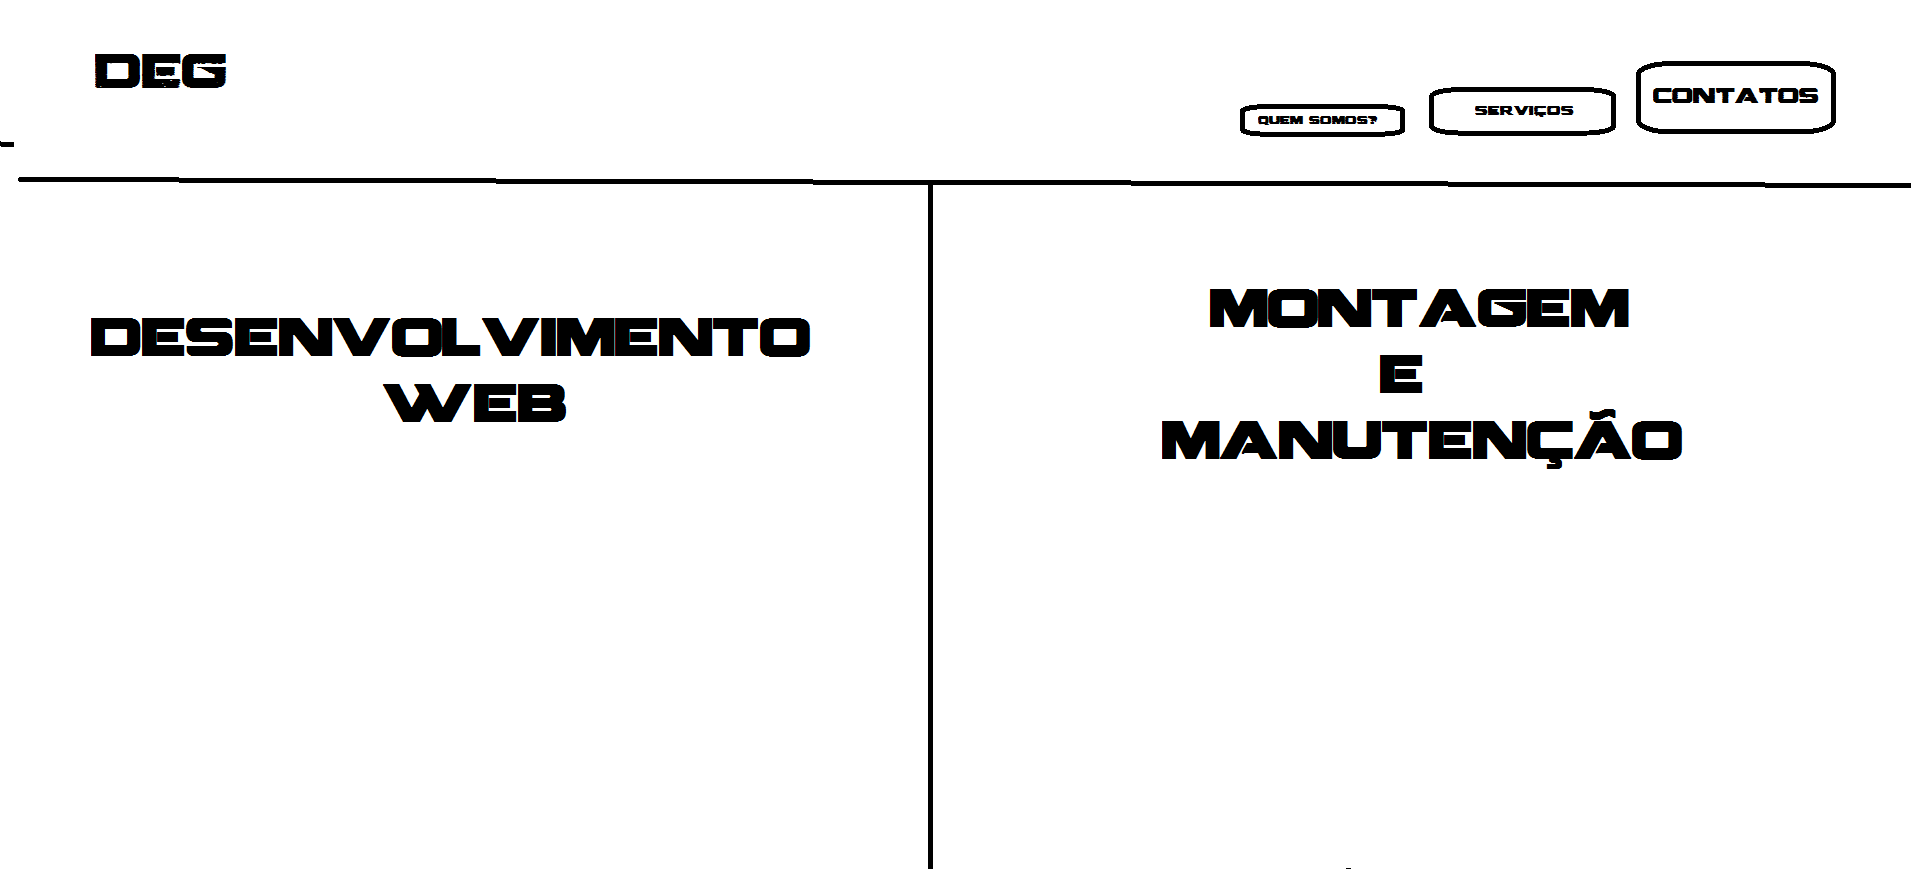 DEG
QUEM SOMOS?
SERVIÇOS
CONTATOS
DESENVOLVIMENTO
WEB
MONTAGEM
E
MANUTENÇÃO